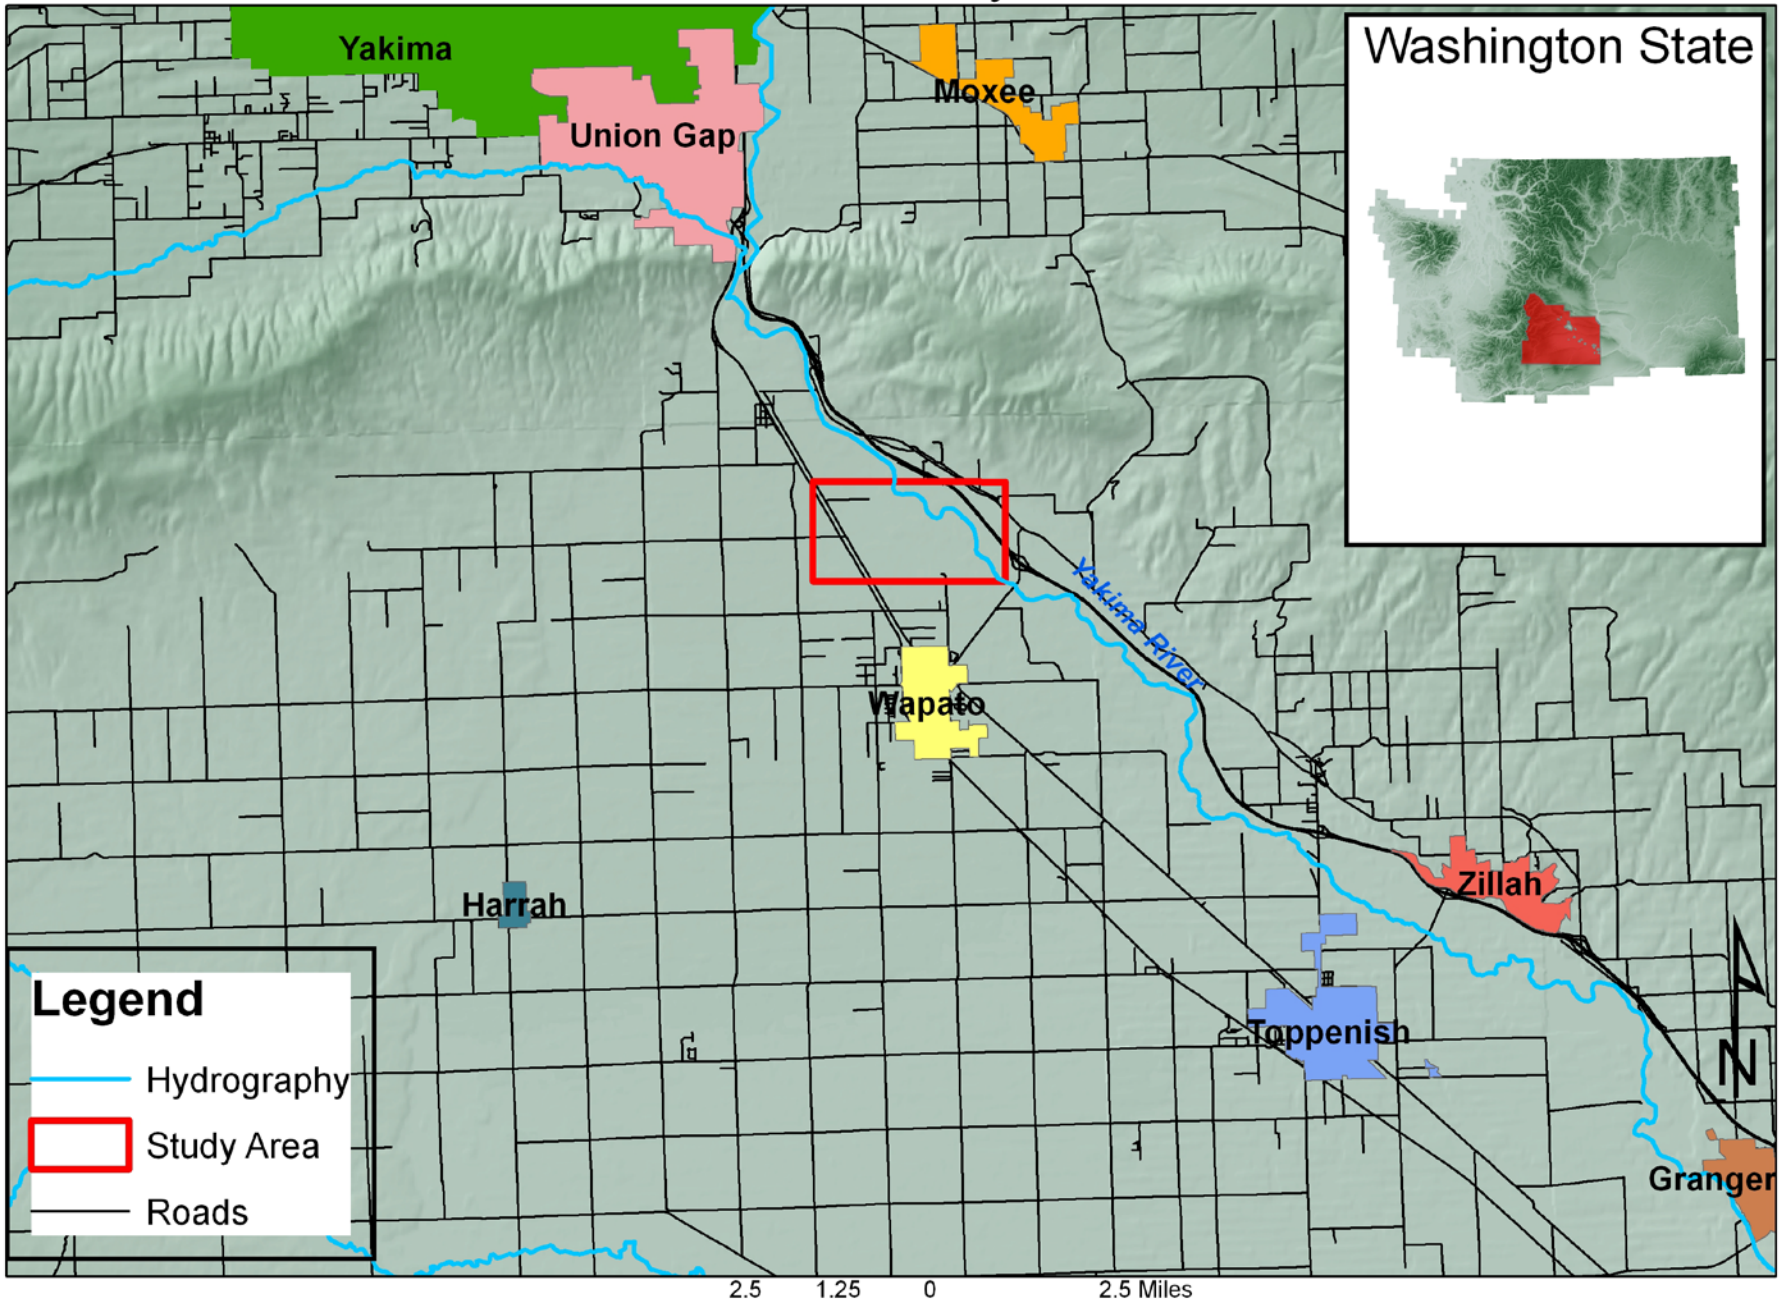 Yakima
Union Gap
Moxee
Washington State
Yakima River
Wapato
Harrah
Zillah
Toppenish
Granger
N
Legend
Hydrography
Study Area
Roads
2.5 1.25 0 2.5 Miles